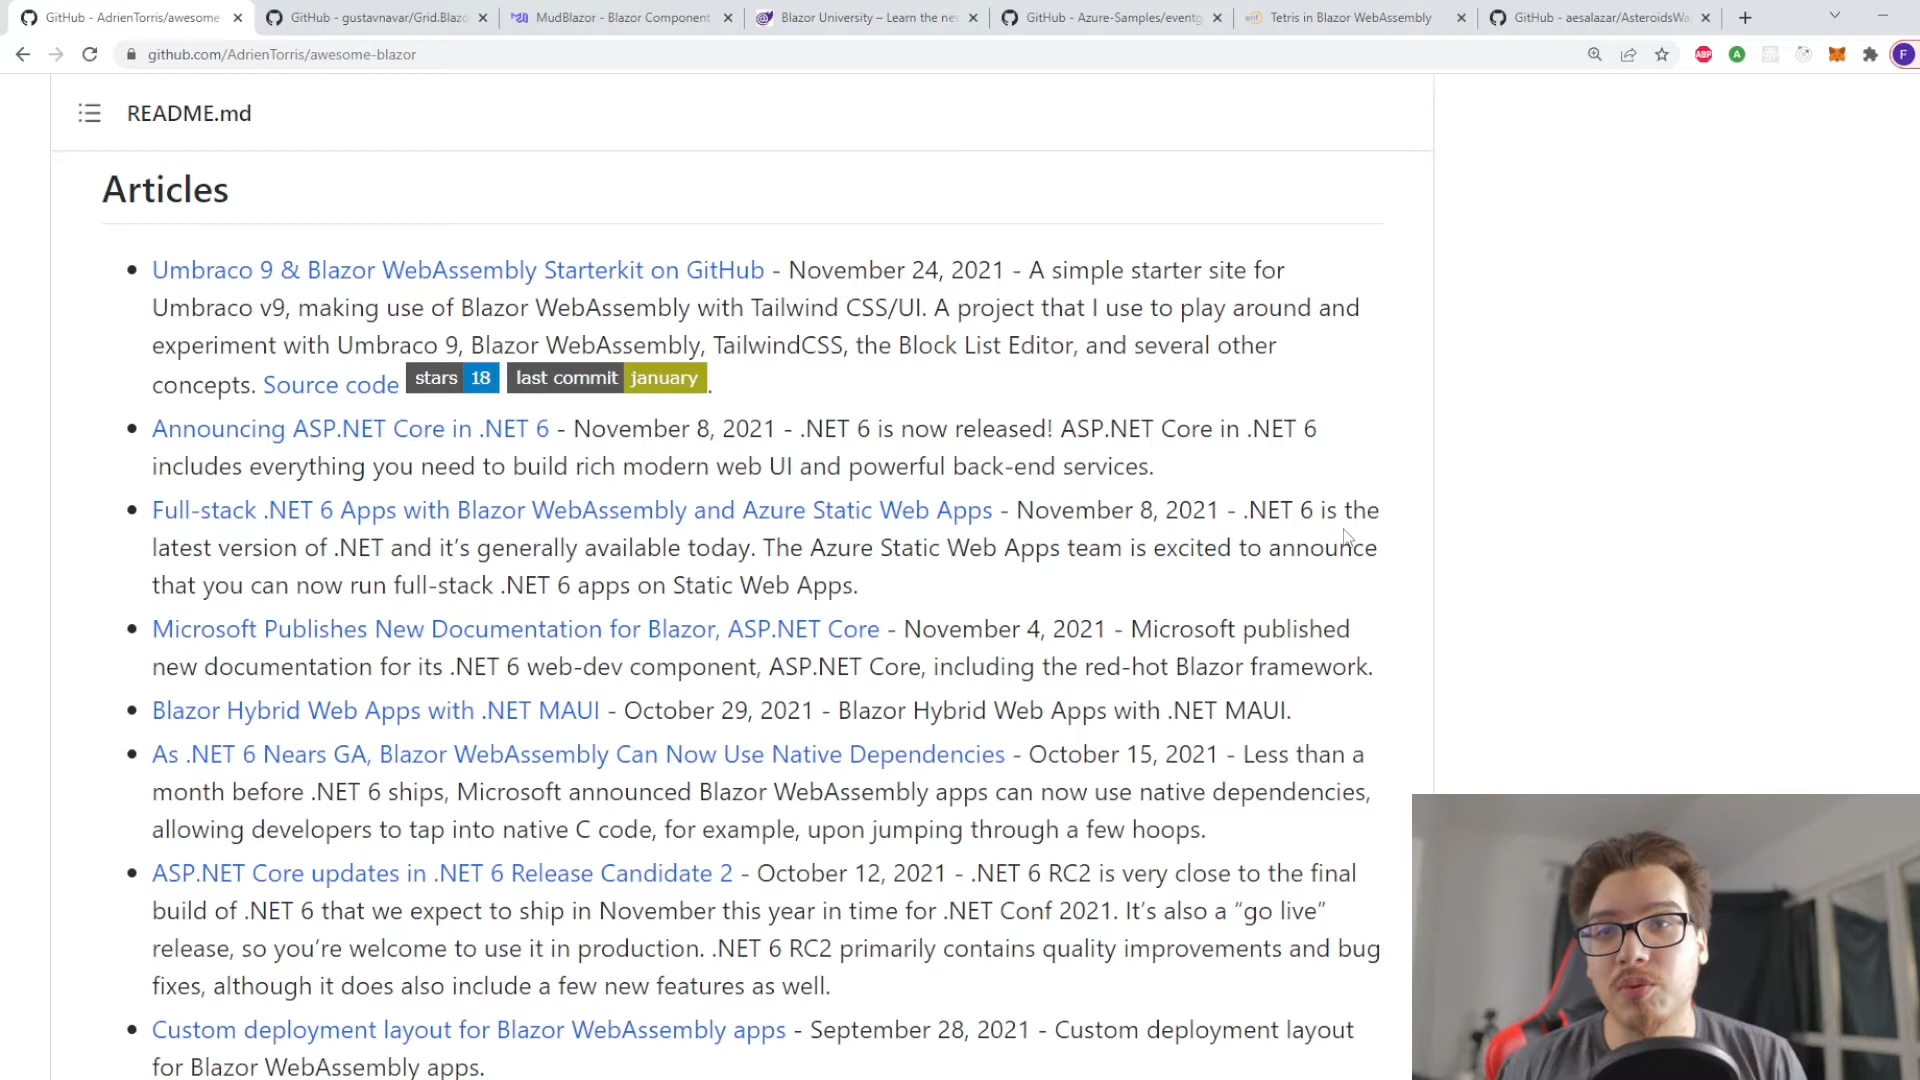 GitHub - AdrienTorris/awesome
GitHub - gustavnavar/Grid.Blazo
MudBlazor - Blazor Component
Blazor University – Learn the ne
GitHub - Azure-Samples/eventg
Tetris in Blazor WebAssembly
GitHub - aesalazar/AsteroidsWa
github.com/AdrienTorris/awesome-blazor
ABP
A
F
README.md
Articles
Umbraco 9 & Blazor WebAssembly Starterkit on GitHub - November 24, 2021 - A simple starter site for
Umbraco v9, making use of Blazor WebAssembly with Tailwind CSS/UI. A project that I use to play around and
experiment with Umbraco 9, Blazor WebAssembly, TailwindCSS, the Block List Editor, and several other
concepts. Source code stars 18 last commit january .
Announcing ASP.NET Core in .NET 6 - November 8, 2021 - .NET 6 is now released! ASP.NET Core in .NET 6
includes everything you need to build rich modern web UI and powerful back-end services.
Full-stack .NET 6 Apps with Blazor WebAssembly and Azure Static Web Apps - November 8, 2021 - .NET 6 is the
latest version of .NET and it’s generally available today. The Azure Static Web Apps team is excited to announce
that you can now run full-stack .NET 6 apps on Static Web Apps.
Microsoft Publishes New Documentation for Blazor, ASP.NET Core - November 4, 2021 - Microsoft published
new documentation for its .NET 6 web-dev component, ASP.NET Core, including the red-hot Blazor framework.
Blazor Hybrid Web Apps with .NET MAUI - October 29, 2021 - Blazor Hybrid Web Apps with .NET MAUI.
As .NET 6 Nears GA, Blazor WebAssembly Can Now Use Native Dependencies - October 15, 2021 - Less than a
month before .NET 6 ships, Microsoft announced Blazor WebAssembly apps can now use native dependencies,
allowing developers to tap into native C code, for example, upon jumping through a few hoops.
ASP.NET Core updates in .NET 6 Release Candidate 2 - October 12, 2021 - .NET 6 RC2 is very close to the final
build of .NET 6 that we expect to ship in November this year in time for .NET Conf 2021. It’s also a “go live”
release, so you’re welcome to use it in production. .NET 6 RC2 primarily contains quality improvements and bug
fixes, although it does also include a few new features as well.
Custom deployment layout for Blazor WebAssembly apps - September 28, 2021 - Custom deployment layout
for Blazor WebAssembly apps.